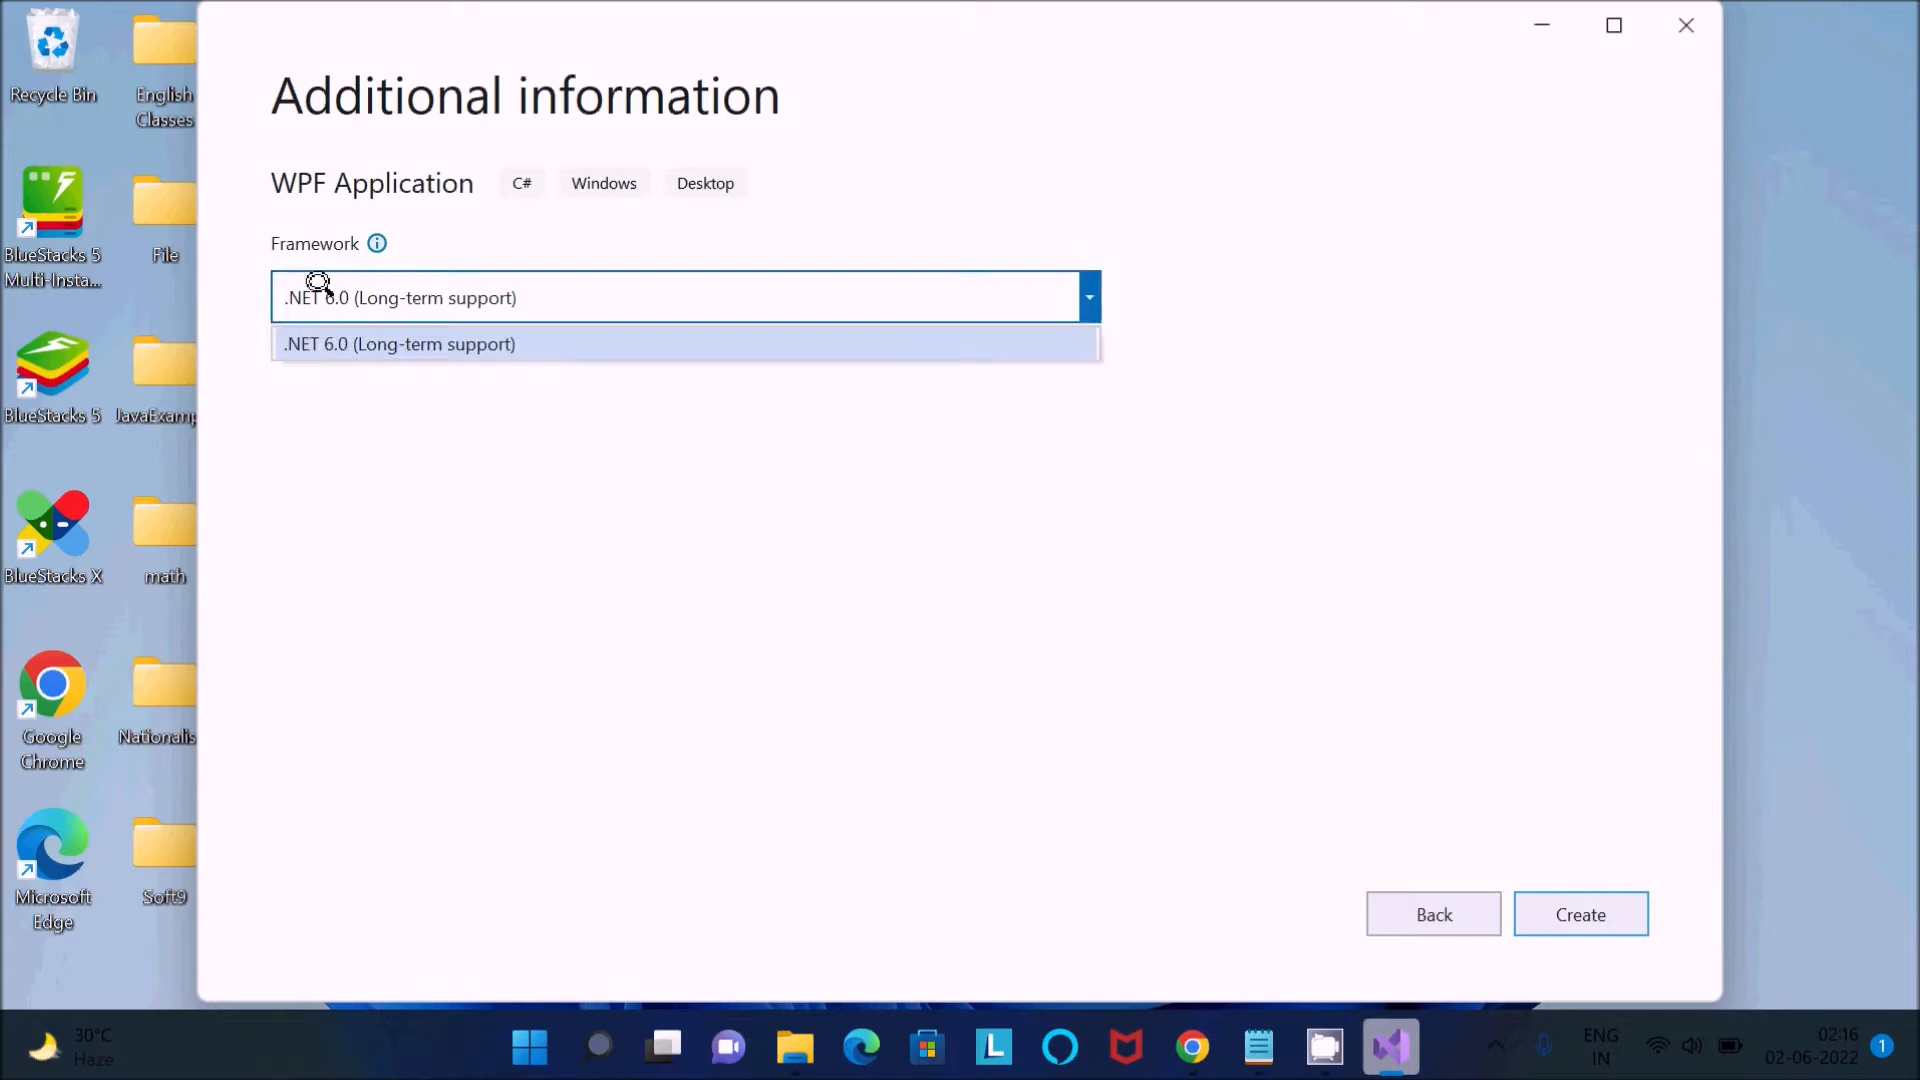 Recycle Bin
English
Classes
BlueStacks 5
Multi-Insta...
File
BlueStacks 5
JavaExamp
BlueStacks X
math
Google
Chrome
Nationalis
Microsoft
Edge
Soft9
Additional information
WPF Application
C#
Windows
Desktop
Framework
.NET 6.0 (Long-term support)
.NET 6.0 (Long-term support)
Back
Create
30°C
Haze
L
ENG
IN
02:16
02-06-2022
1